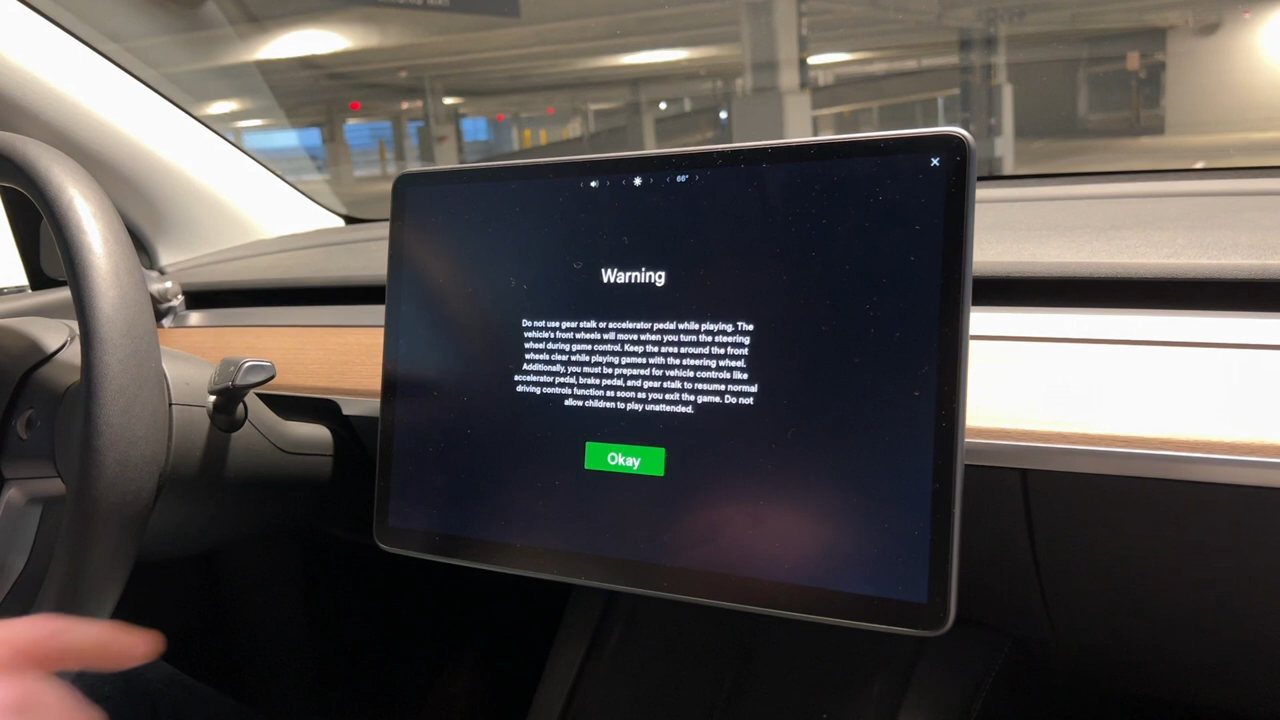 66°
Warning
Do not use gear stalk or accelerator pedal while playing. The
vehicle's front wheels will move when you turn the steering
wheel during game control. Keep the area around the front
wheels clear while playing games with the steering wheel.
Additionally, you must be prepared for vehicle controls like
accelerator pedal, brake pedal, and gear stalk to resume normal
driving controls function as soon as you exit the game. Do not
allow children to play unattended.
Okay